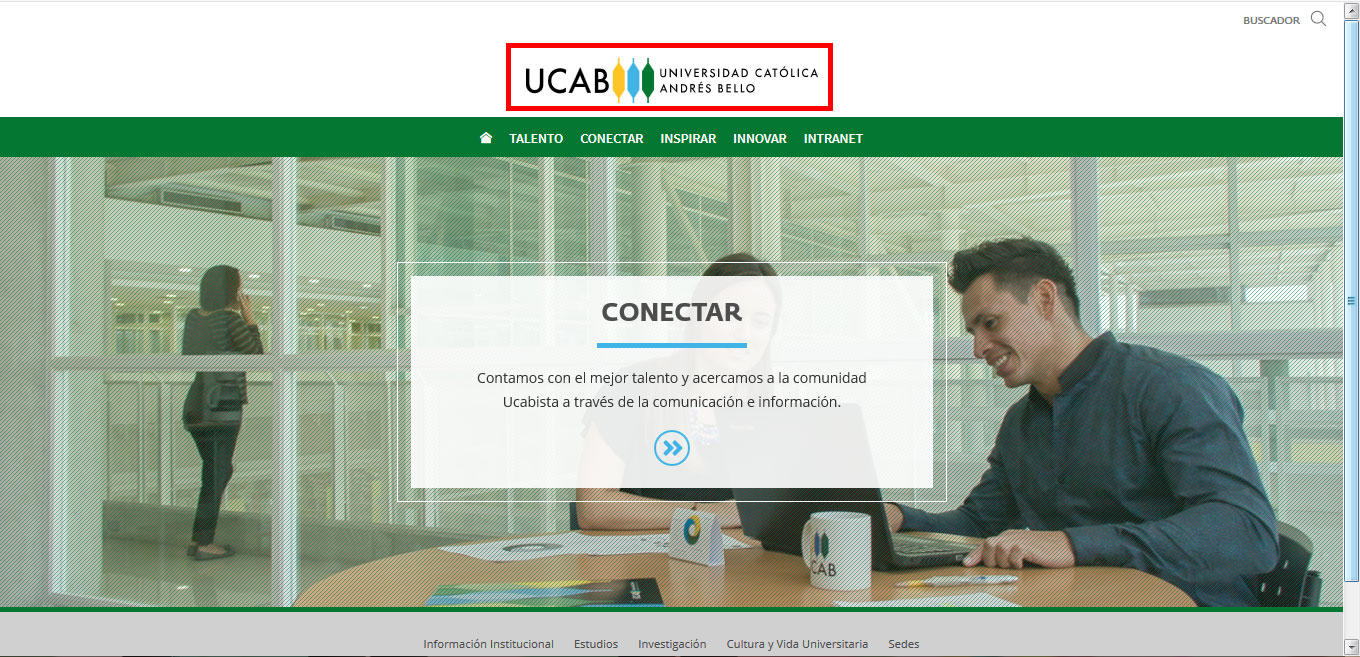 BUSCADOR
UCAB UNIVERSIDAD CATÓLICA
ANDRÉS BELLO
TALENTO CONECTAR INSPIRAR INNOVAR INTRANET
CONECTAR
Contamos con el mejor talento y acercamos a la comunidad
Ucabista a través de la comunicación e información.
CAB
Información Institucional Estudios Investigación Cultura y Vida Universitaria Sedes